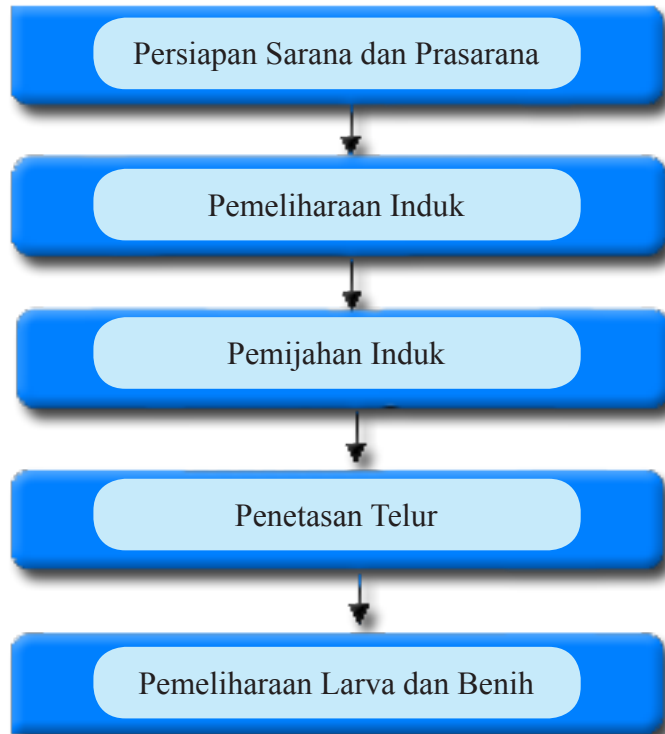 Persiapan Sarana dan Prasarana
Pemeliharaan Induk
Pemijahan Induk
Penetasan Telur
Pemeliharaan Larva dan Benih